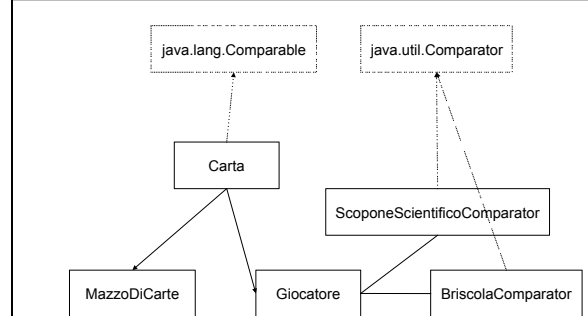 java.lang.Comparable
java.util.Comparator
Carta
ScoponeScientificoComparator
MazzoDiCarte
Giocatore
BriscolaComparator